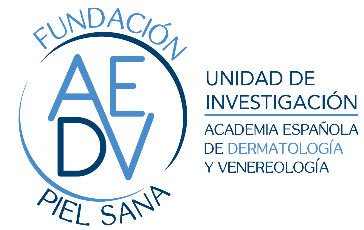 FUNDACIÓN
AE
DV
PIEL SANA
UNIDAD DE
INVESTIGACIÓN
ACADEMIA ESPAÑOLA
DE DERMATOLOGÍA
Y VENEREOLOGÍA